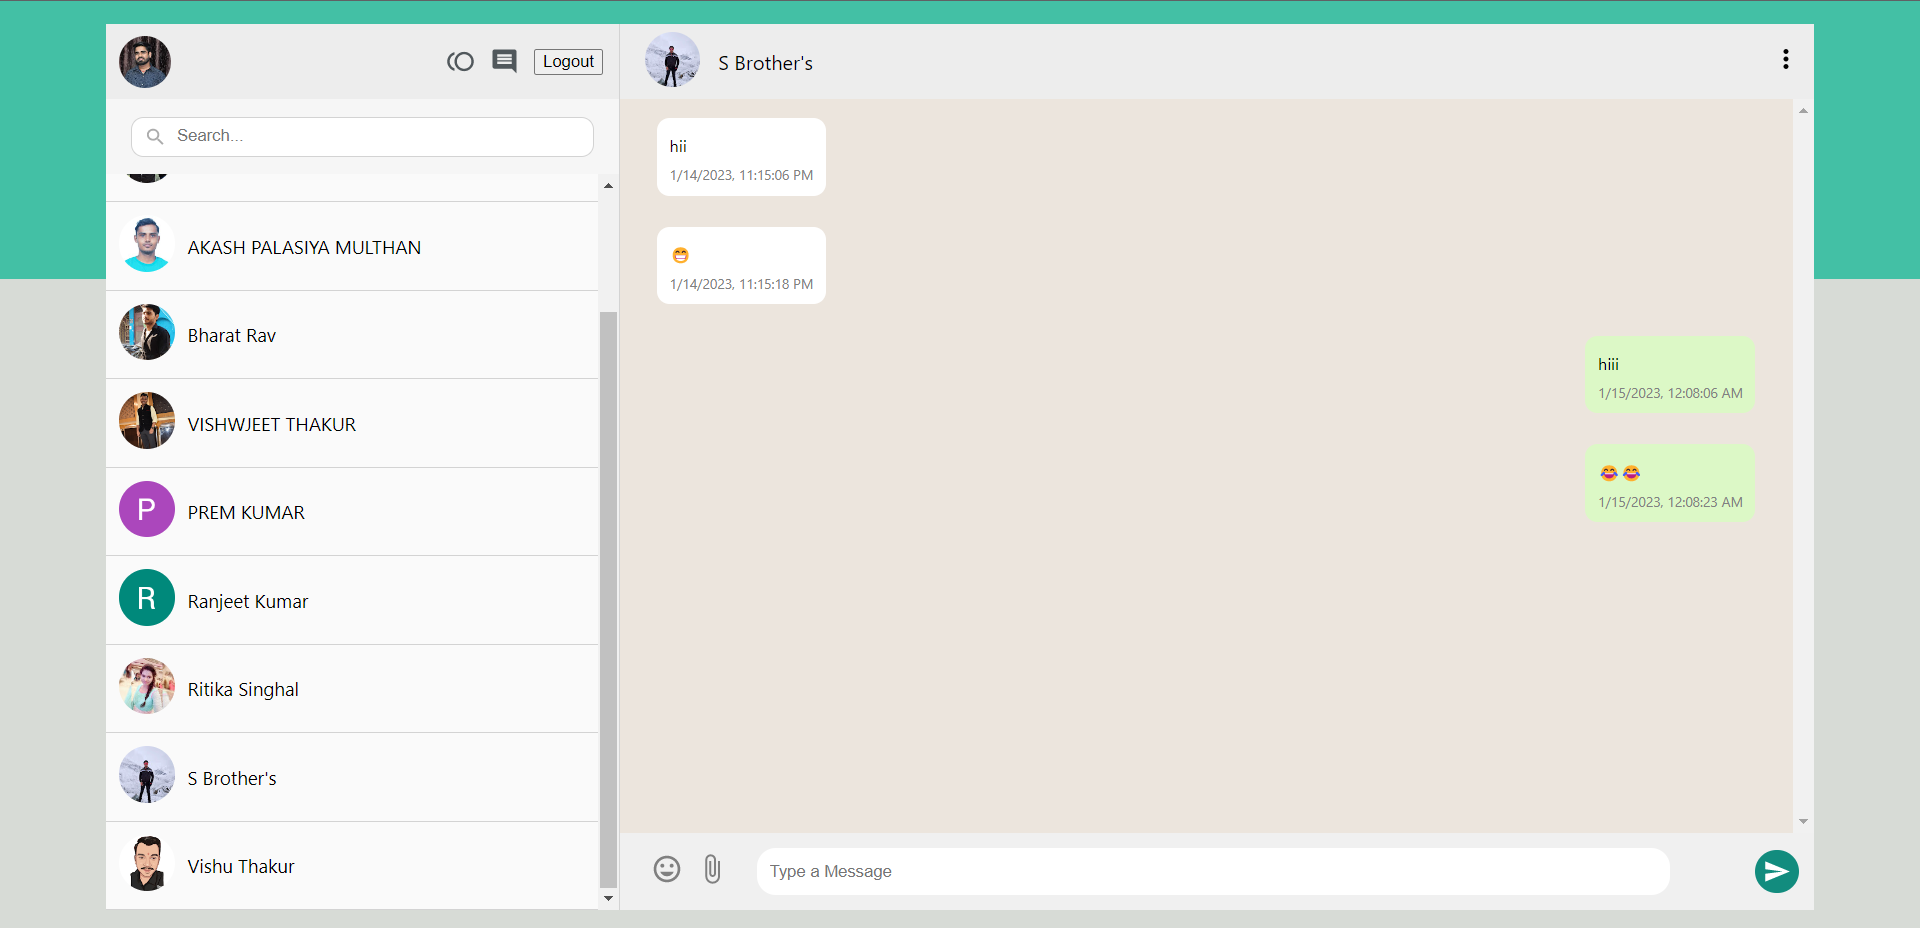 Logout
Search...
AKASH PALASIYA MULTHAN
Bharat Rav
VISHWJEET THAKUR
P
PREM KUMAR
R
Ranjeet Kumar
Ritika Singhal
S Brother's
Vishu Thakur
S Brother's
hii
1/14/2023, 11:15:06 PM
😁
1/14/2023, 11:15:18 PM
hiii
1/15/2023, 12:08:06 AM
😂😂
1/15/2023, 12:08:23 AM
Type a Message